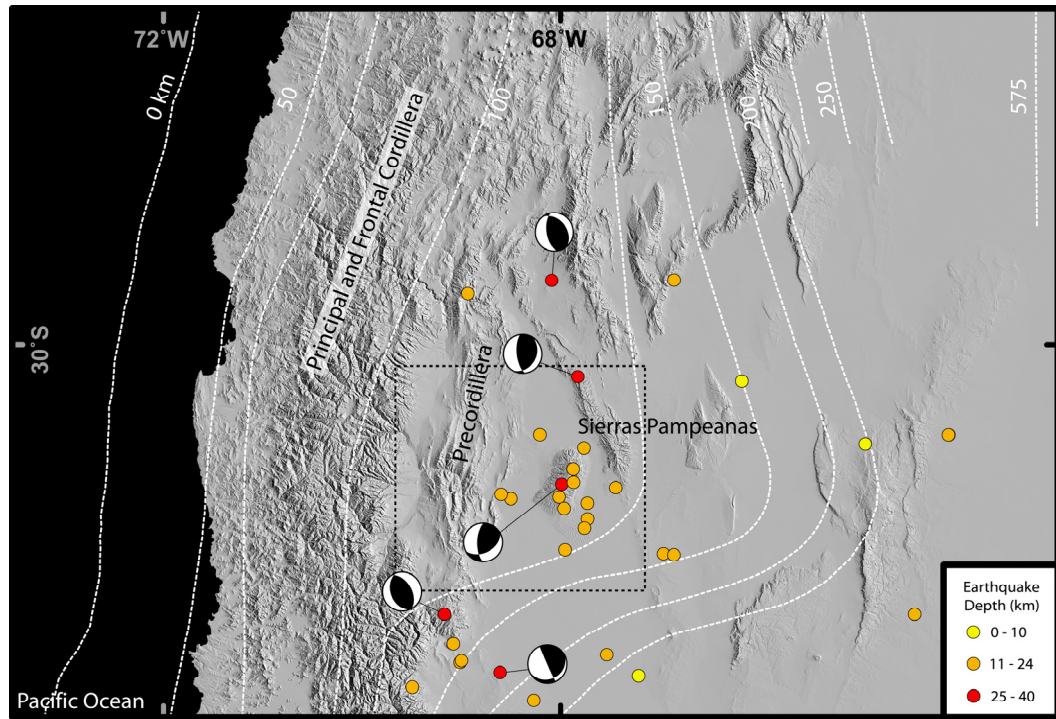 72°W
68°W
0 km
50
100
150
200
250
575
Principal and Frontal Cordillera
30°S
Precordillera
Sierras Pampeanas
Pacific Ocean
Earthquake
Depth (km)
0 - 10
11 - 24
25 - 40